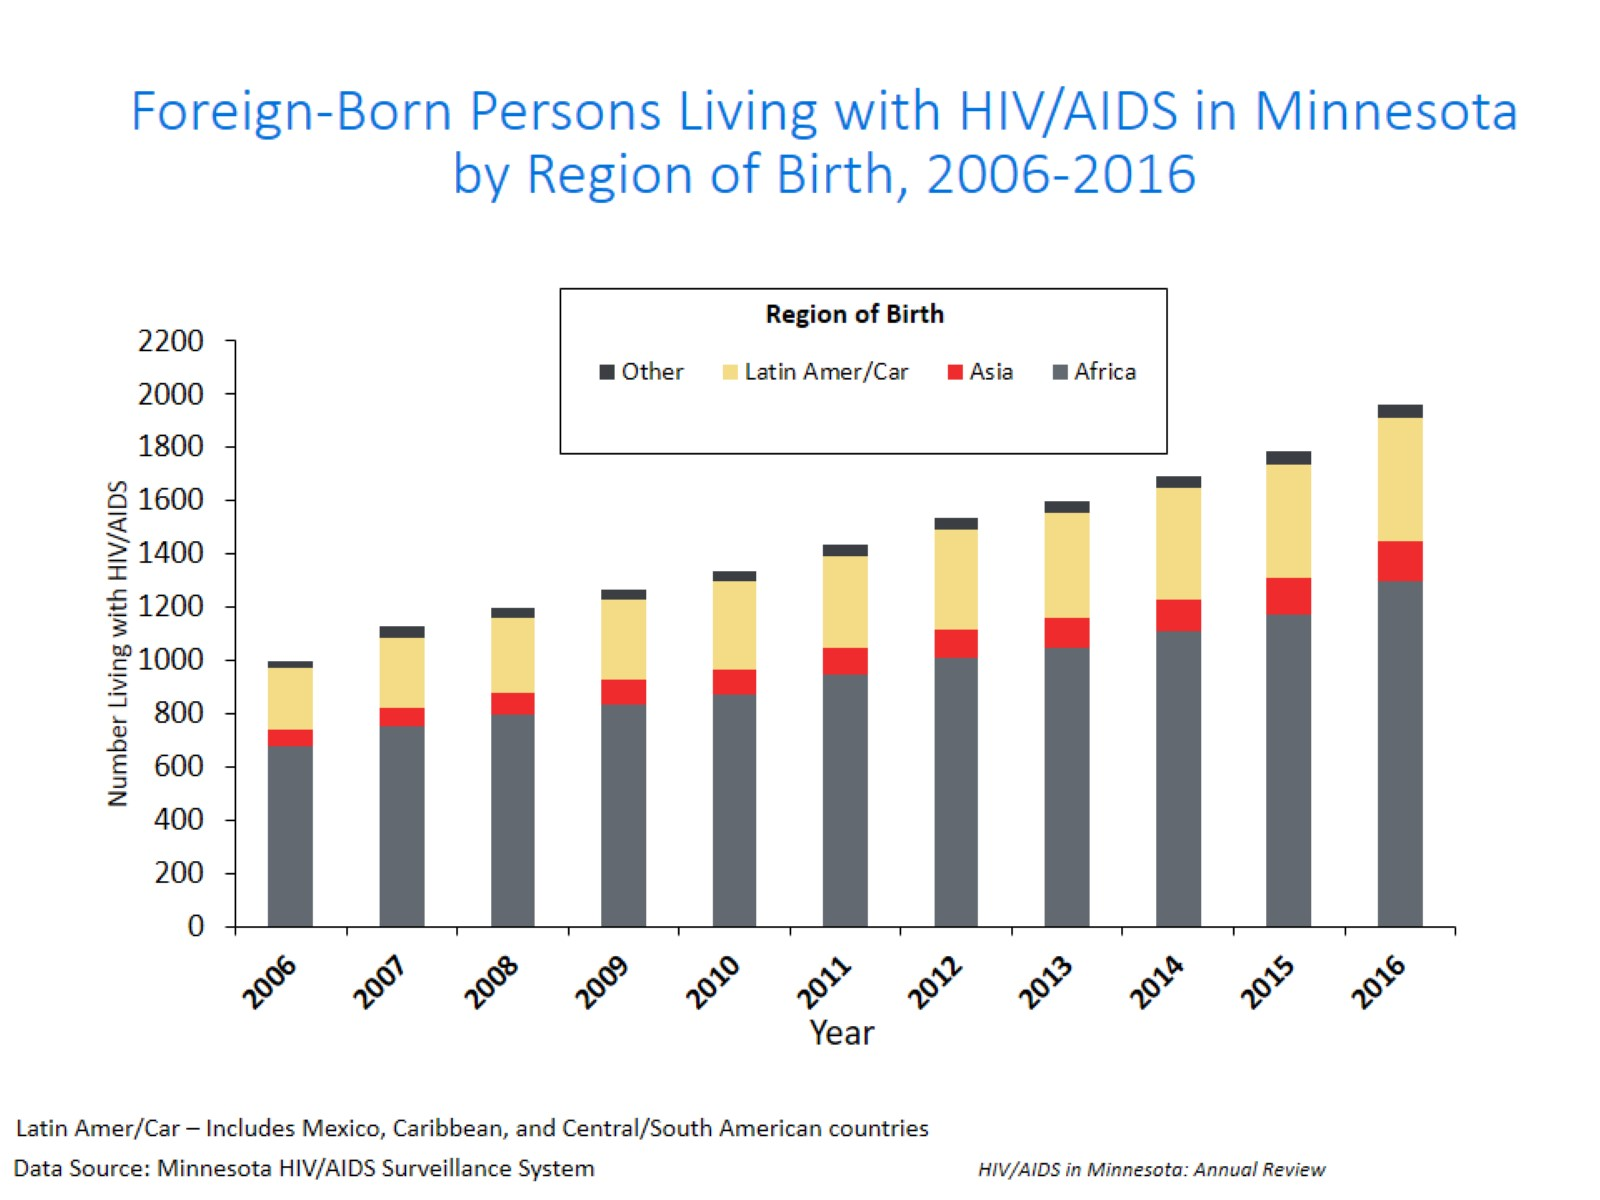 Foreign-Born Persons Living with HIV/AIDS in Minnesota
by Region of Birth, 2006-2016
Region of Birth
Other
Latin Amer/Car
Asia
Africa
Number Living with HIV/AIDS
2200
2000
1800
1600
1400
1200
1000
800
600
400
200
0
2006
2007
2008
2009
2010
2011
2012
2013
2014
2015
2016
Year
Latin Amer/Car – Includes Mexico, Caribbean, and Central/South American countries
Data Source: Minnesota HIV/AIDS Surveillance System
HIV/AIDS in Minnesota: Annual Review